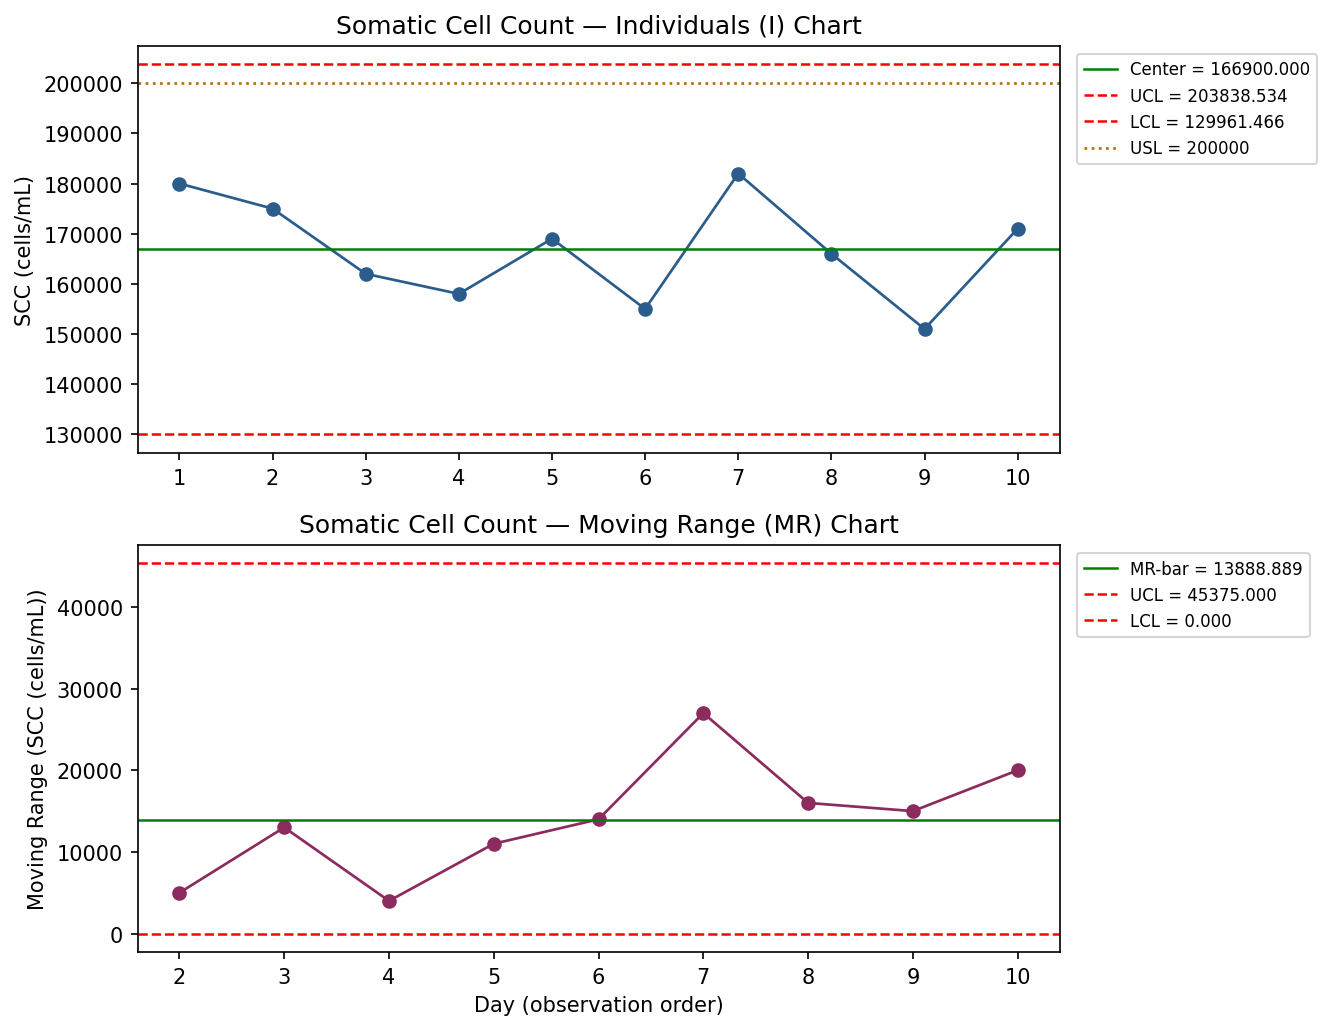 Somatic Cell Count — Individuals (I) Chart
SCC (cells/mL)
200000
190000
180000
170000
160000
150000
140000
130000
1 2 3 4 5 6 7 8 9 10
Center = 166900.000
UCL = 203838.534
LCL = 129961.466
USL = 200000
Somatic Cell Count — Moving Range (MR) Chart
Moving Range (SCC (cells/mL))
40000
30000
20000
10000
0
2 3 4 5 6 7 8 9 10
Day (observation order)
MR-bar = 13888.889
UCL = 45375.000
LCL = 0.000